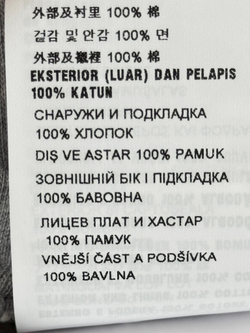 外部及衬里 100% 棉
겉감 및 안감 100% 면
外部及襯裡 100% 棉
EKSTERIOR (LUAR) DAN PELAPIS
100% KATUN
СНАРУЖИ И ПОДКЛАДКА
100% ХЛОПОК
DIŞ VE ASTAR 100% PAMUK
ЗОВНІШНІЙ БІК І ПІДКЛАДКА
100% БАВОВНА
ЛИЦЕВ ПЛАТ И ХАСТАР
100% ПАМУК
VNĚJŠÍ ČÁST A PODŠÍVKA
100% BAVLNA